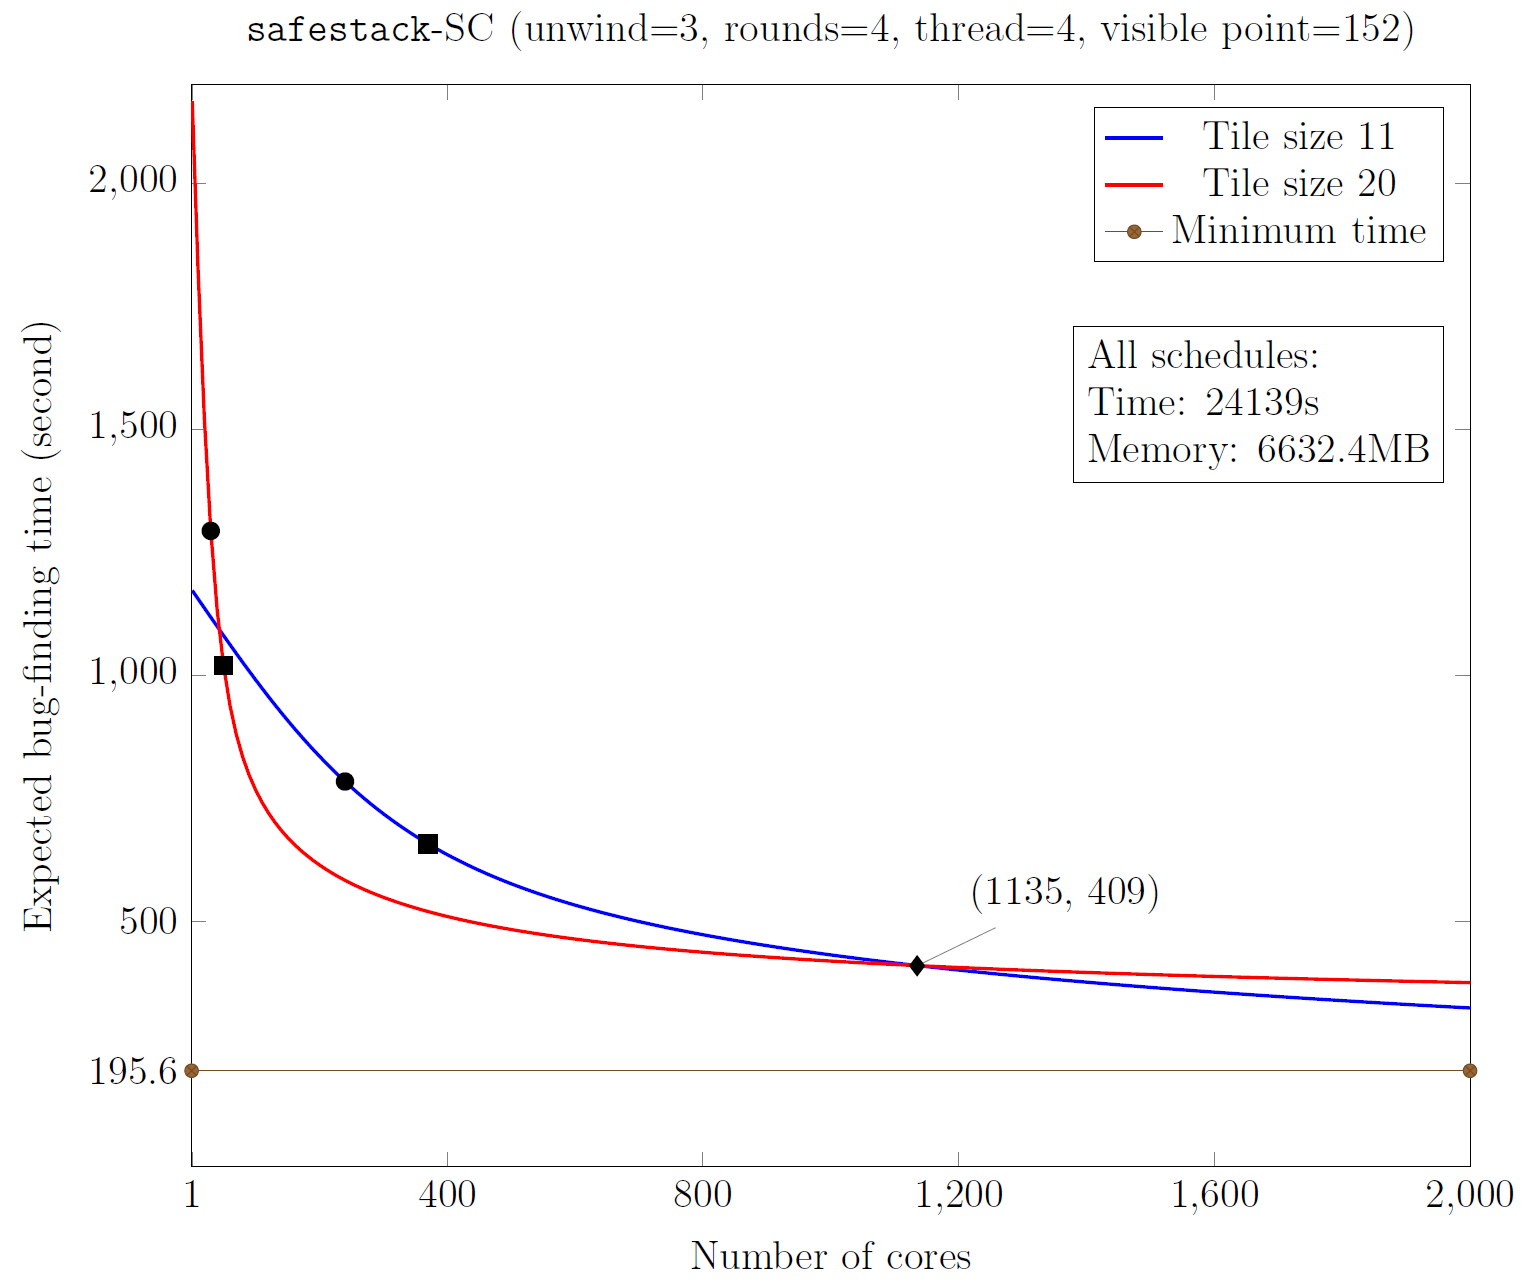 safestack-SC (unwind=3, rounds=4, thread=4, visible point=152)
Tile size 11
Tile size 20
Minimum time
All schedules:
Time: 24139s
Memory: 6632.4MB
(1135, 409)
Expected bug-finding time (second)
2,000
1,500
1,000
500
195.6
1 400 800 1,200 1,600 2,000
Number of cores